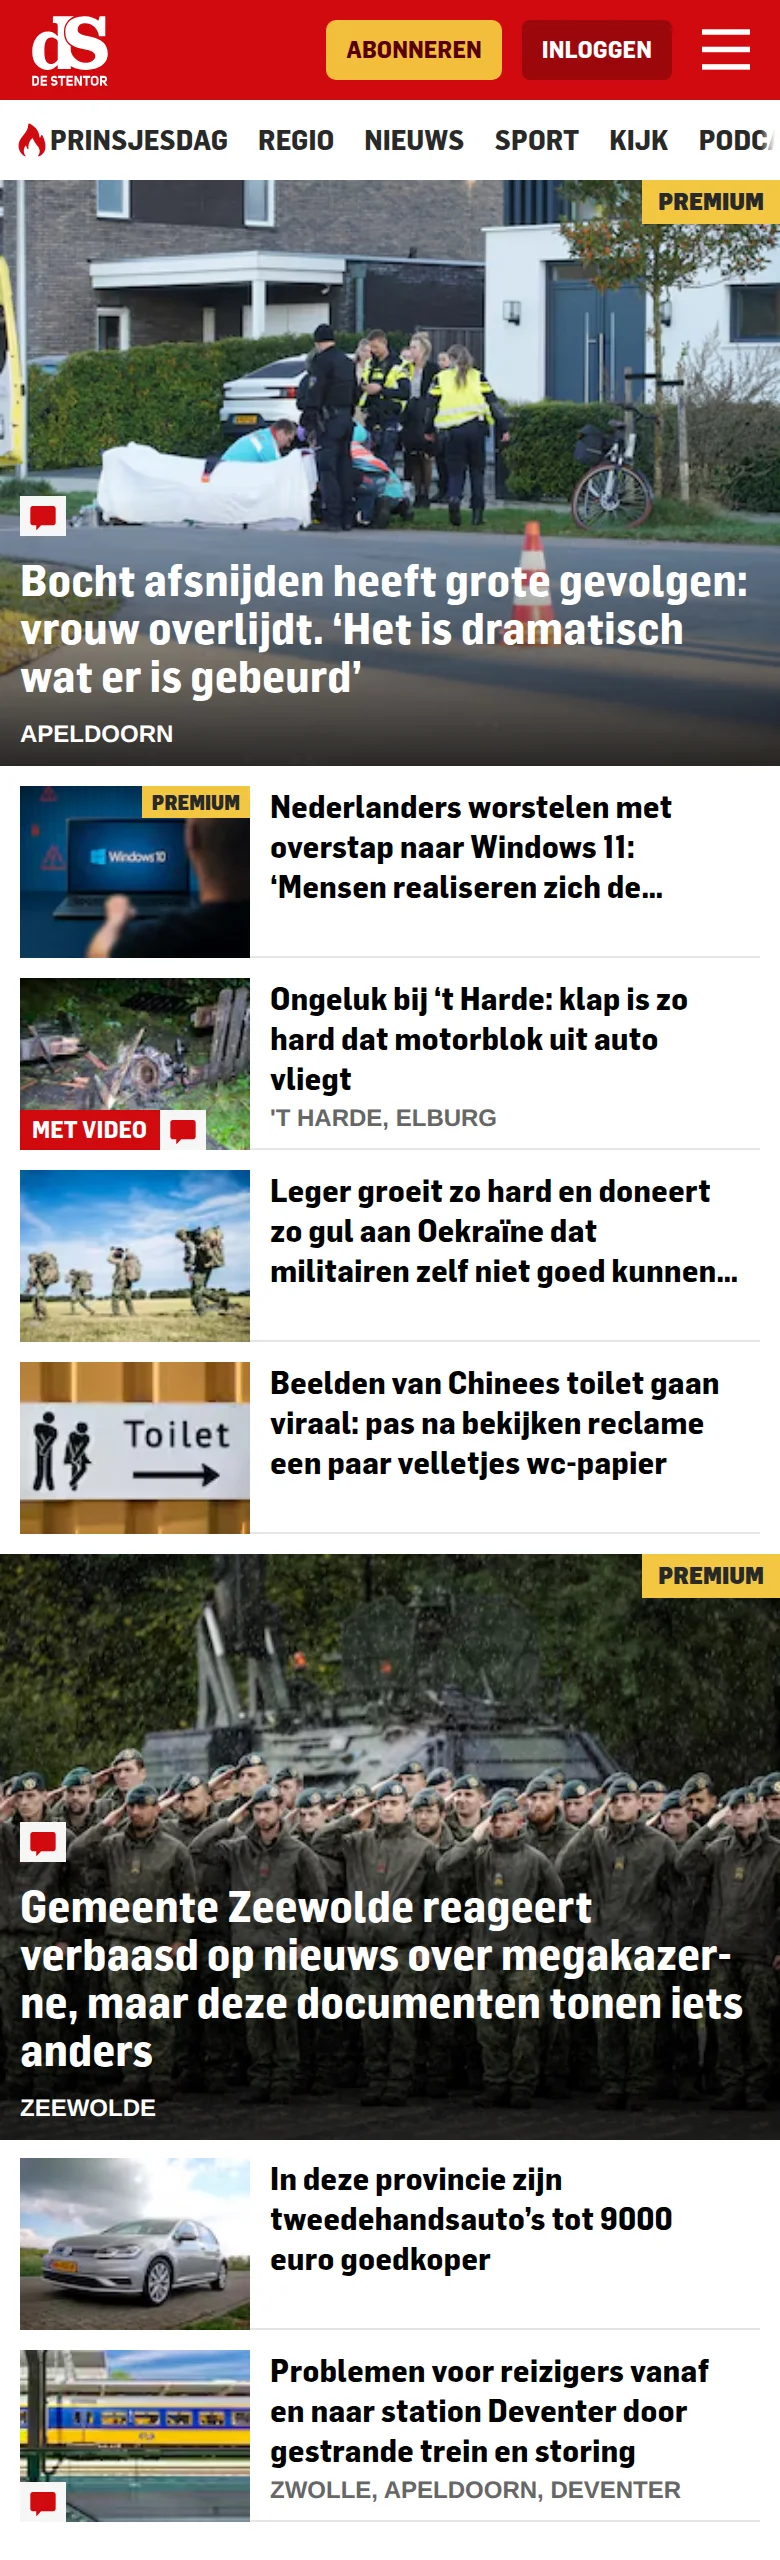 dS
DE STENTOR
ABONNEREN
INLOGGEN
PRINSJESDAG REGIO NIEUWS SPORT KIJK PODCA
PREMIUM
Bocht afsnijden heeft grote gevolgen:
vrouw overlijdt. ‘Het is dramatisch
wat er is gebeurd’
APELDOORN
PREMIUM
Windows 10
Nederlanders worstelen met
overstap naar Windows 11:
‘Mensen realiseren zich de...
Ongeluk bij ‘t Harde: klap is zo
hard dat motorblok uit auto
vliegt
'T HARDE, ELBURG
MET VIDEO
Leger groeit zo hard en doneert
zo gul aan Oekraïne dat
militairen zelf niet goed kunnen...
Toilet
Beelden van Chinees toilet gaan
viraal: pas na bekijken reclame
een paar velletjes wc-papier
PREMIUM
Gemeente Zeewolde reageert
verbaasd op nieuws over megakazer-
ne, maar deze documenten tonen iets
anders
ZEEWOLDE
In deze provincie zijn
tweedehandsauto’s tot 9000
euro goedkoper
Problemen voor reizigers vanaf
en naar station Deventer door
gestrande trein en storing
ZWOLLE, APELDOORN, DEVENTER